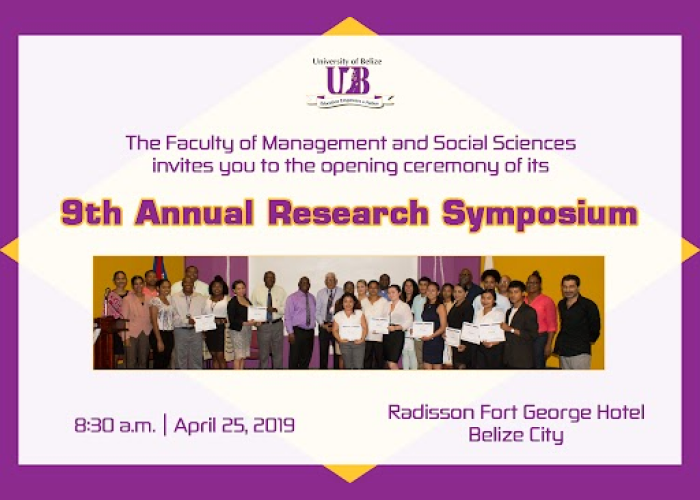 University of Belize
UB
The Faculty of Management and Social Sciences
invites you to the opening ceremony of its
9th Annual Research Symposium
8:30 a.m. | April 25, 2019
Radisson Fort George Hotel
Belize City